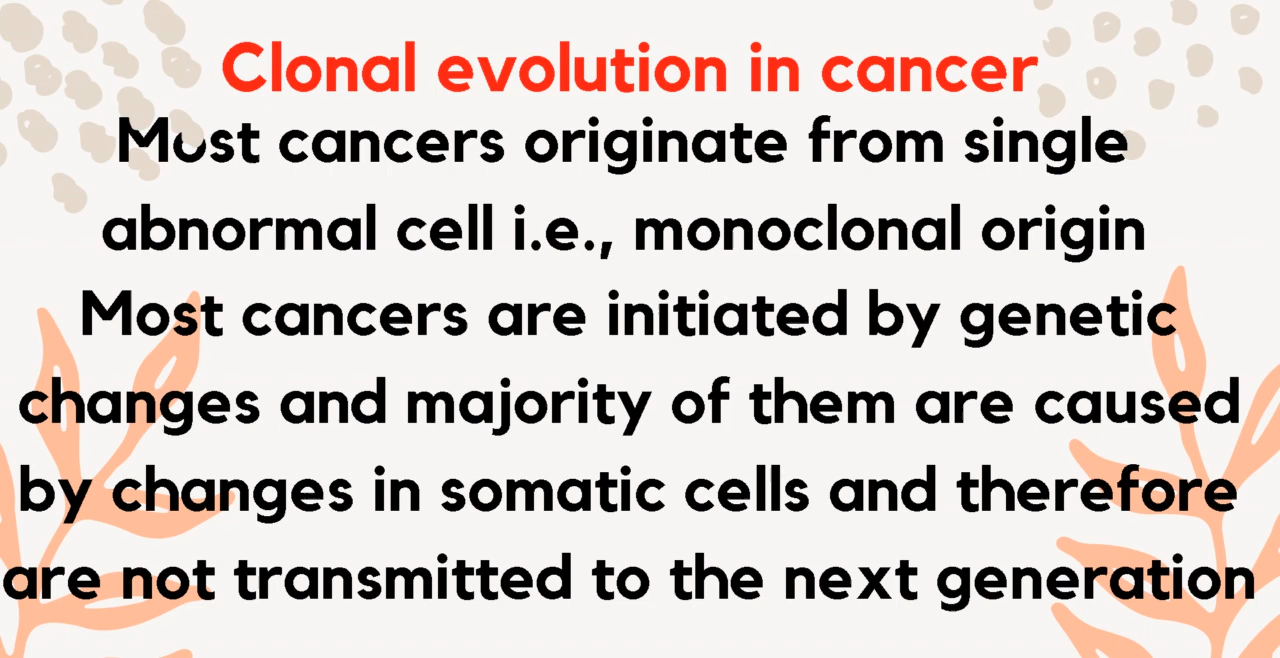 Clonal evolution in cancer
Most cancers originate from single
abnormal cell i.e., monoclonal origin
Most cancers are initiated by genetic
changes and majority of them are caused
by changes in somatic cells and therefore
are not transmitted to the next generation